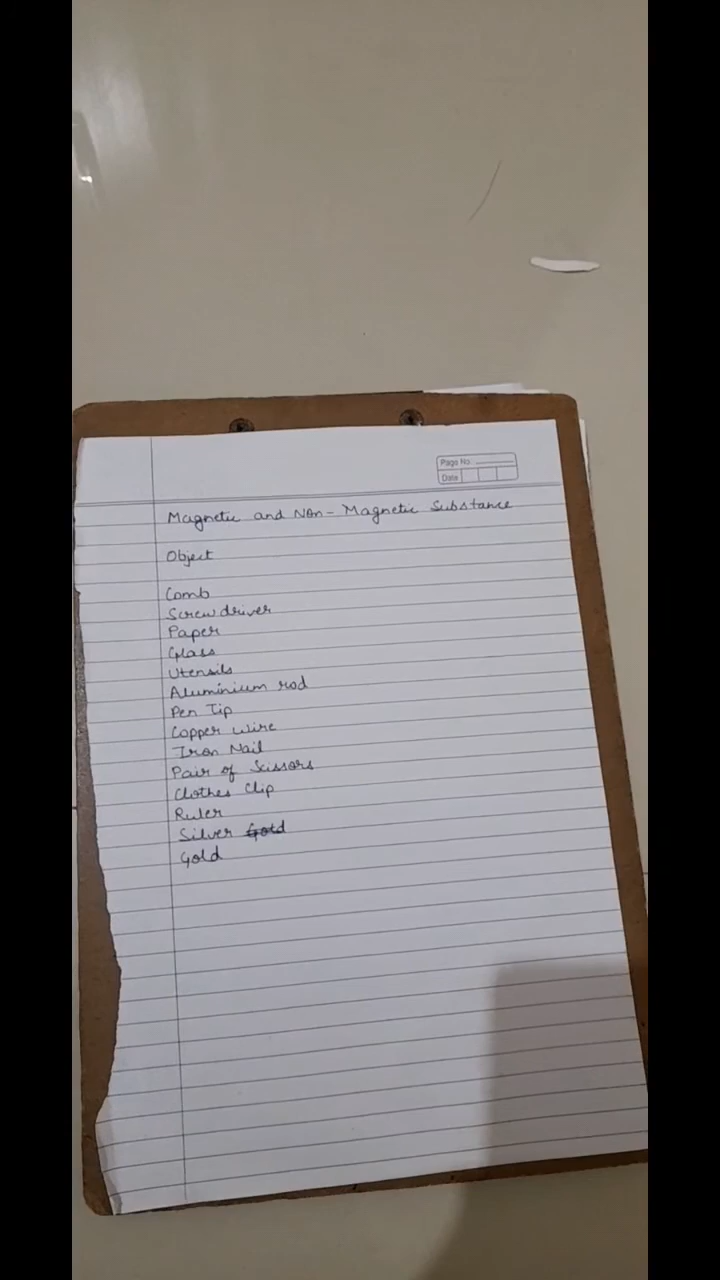 Page No.
Date
Magnetic and Non-Magnetic Substance
Object
Comb
Screwdriver
Paper
Glass
Utensils
Aluminium rod
Pen Tip
Copper Wire
Iron Nail
Pair of Scissors
Clothes Clip
Ruler
Silver Gold
Gold